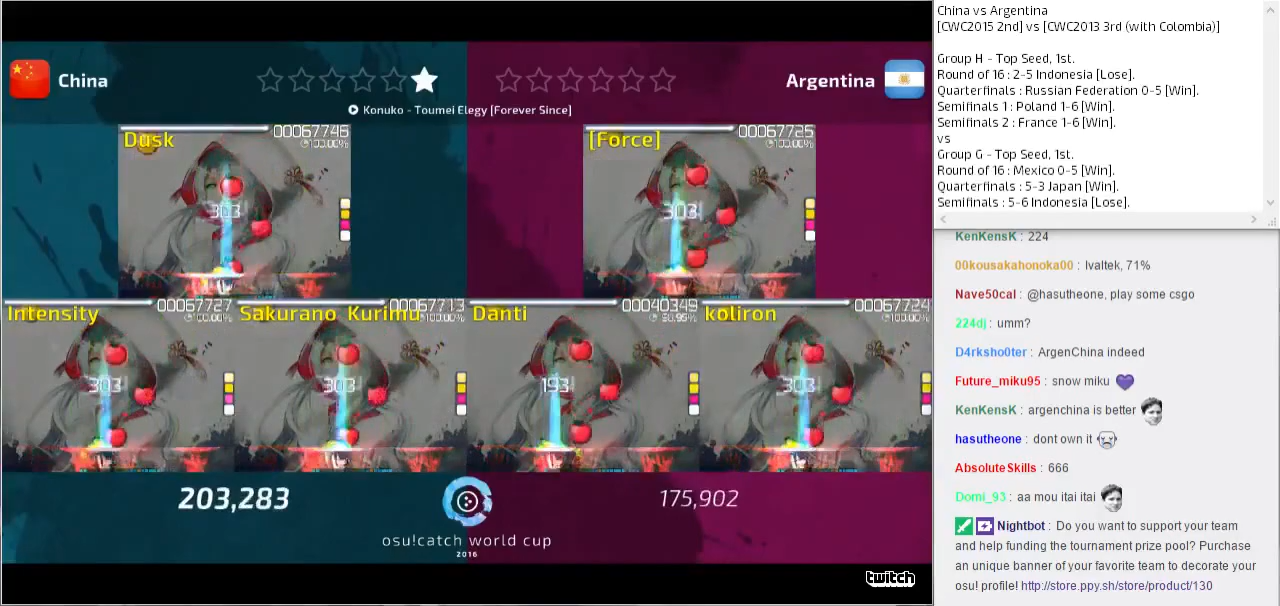 China
Argentina
Konuko - Toumei Elegy [Forever Since]
Dusk
00067746
100.00%
303
[Force]
00067725
100.00%
303
Intensity
00067727
100.00%
303
Sakurano Kurimu
00067713
100.00%
303
Danti
00040349
193
koliron
00067724
100.00%
303
203,283
175,902
osu!catch world cup
2016
twitch
China vs Argentina
[CWC2015 2nd] vs [CWC2013 3rd (with Colombia)]
Group H - Top Seed, 1st.
Round of 16 : 2-5 Indonesia [Lose].
Quarterfinals : Russian Federation 0-5 [Win].
Semifinals 1 : Poland 1-6 [Win].
Semifinals 2 : France 1-6 [Win].
vs
Group G - Top Seed, 1st.
Round of 16 : Mexico 0-5 [Win].
Quarterfinals : 5-3 Japan [Win].
Semifinals : 5-6 Indonesia [Lose].
KenKensK : 224
00kousakahonoka00 : Ivaltek, 71%
Nave50cal : @hasutheone, play some csgo
224dj : umm?
D4rksho0ter : ArgenChina indeed
Future_miku95 : snow miku
KenKensK : argenchina is better
hasutheone : dont own it
AbsoluteSkills : 666
Domi_93 : aa mou itai itai
Nightbot : Do you want to support your team
and help funding the tournament prize pool? Purchase
an unique banner of your favorite team to decorate your
osu! profile! http://store.ppy.sh/store/product/130